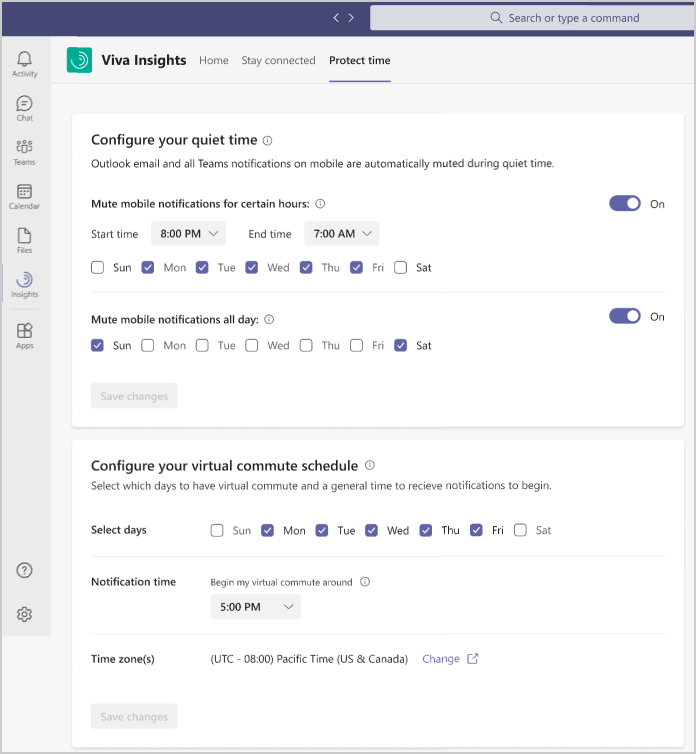 Search or type a command
Viva Insights Home Stay connected Protect time
Activity
Chat
Teams
Calendar
Files
Insights
Apps
Configure your quiet time
Outlook email and all Teams notifications on mobile are automatically muted during quiet time.
Mute mobile notifications for certain hours: On
Start time 8:00 PM End time 7:00 AM
Sun Mon Tue Wed Thu Fri Sat
Mute mobile notifications all day: On
Sun Mon Tue Wed Thu Fri Sat
Save changes
Configure your virtual commute schedule
Select which days to have virtual commute and a general time to recieve notifications to begin.
Select days Sun Mon Tue Wed Thu Fri Sat
Notification time Begin my virtual commute around
5:00 PM
Time zone(s) (UTC - 08:00) Pacific Time (US & Canada) Change
Save changes